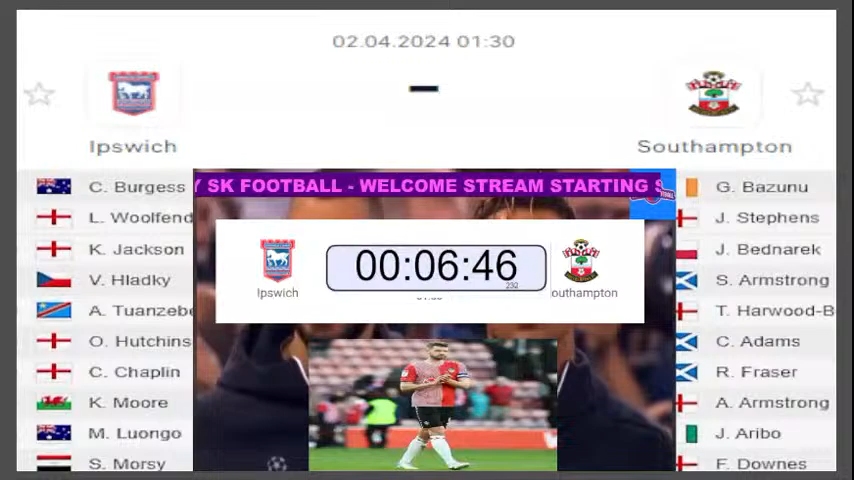 02.04.2024 01:30
-
Ipswich
Southampton
Y SK FOOTBALL - WELCOME STREAM STARTING S
C. Burgess
L. Woolfend
K. Jackson
V. Hladky
A. Tuanzebe
O. Hutchins
C. Chaplin
K. Moore
M. Luongo
S. Morsy
00:06:46
232
Ipswich
outhampton
G. Bazunu
J. Stephens
J. Bednarek
S. Armstrong
T. Harwood-B
C. Adams
R. Fraser
A. Armstrong
J. Aribo
F. Downes